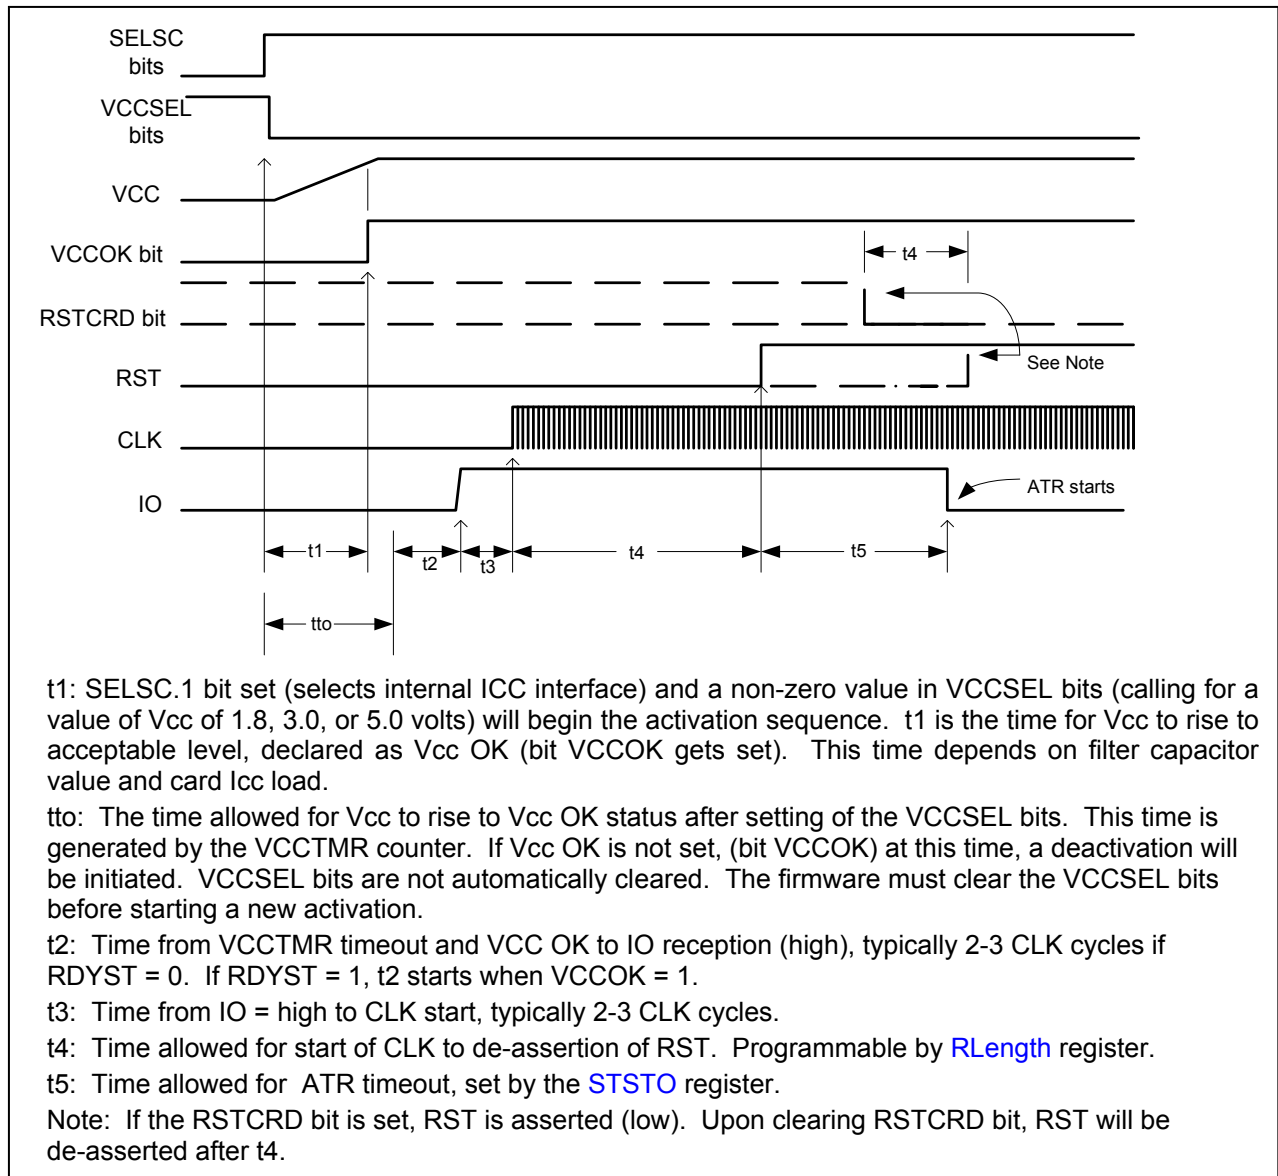 SELSC
bits
VCCSEL
bits
VCC
VCCOK bit
t4
RSTCRD bit
See Note
RST
CLK
ATR starts
IO
t1
t2
t3
t4
t5
tto
t1: SELSC.1 bit set (selects internal ICC interface) and a non-zero value in VCCSEL bits (calling for a
value of Vcc of 1.8, 3.0, or 5.0 volts) will begin the activation sequence. t1 is the time for Vcc to rise to
acceptable level, declared as Vcc OK (bit VCCOK gets set). This time depends on filter capacitor
value and card Icc load.
tto: The time allowed for Vcc to rise to Vcc OK status after setting of the VCCSEL bits. This time is
generated by the VCCTMR counter. If Vcc OK is not set, (bit VCCOK) at this time, a deactivation will
be initiated. VCCSEL bits are not automatically cleared. The firmware must clear the VCCSEL bits
before starting a new activation.
t2: Time from VCCTMR timeout and VCC OK to IO reception (high), typically 2-3 CLK cycles if
RDYST = 0. If RDYST = 1, t2 starts when VCCOK = 1.
t3: Time from IO = high to CLK start, typically 2-3 CLK cycles.
t4: Time allowed for start of CLK to de-assertion of RST. Programmable by RLength register.
t5: Time allowed for ATR timeout, set by the STSTO register.
Note: If the RSTCRD bit is set, RST is asserted (low). Upon clearing RSTCRD bit, RST will be
de-asserted after t4.